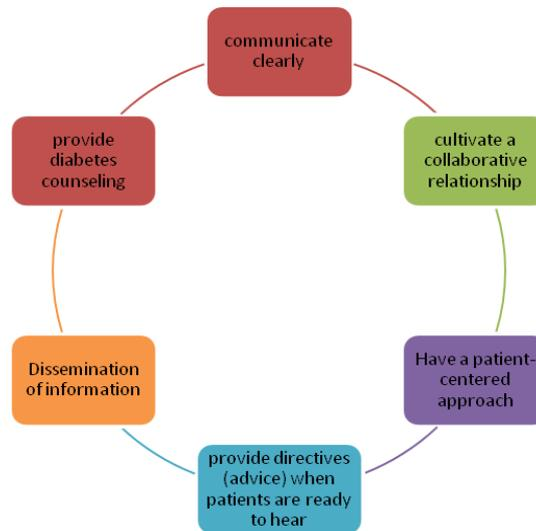 communicate
clearly
cultivate a
collaborative
relationship
Have a patient-
centered
approach
provide directives
(advice) when
patients are ready
to hear
Dissemination
of information
provide
diabetes
counseling